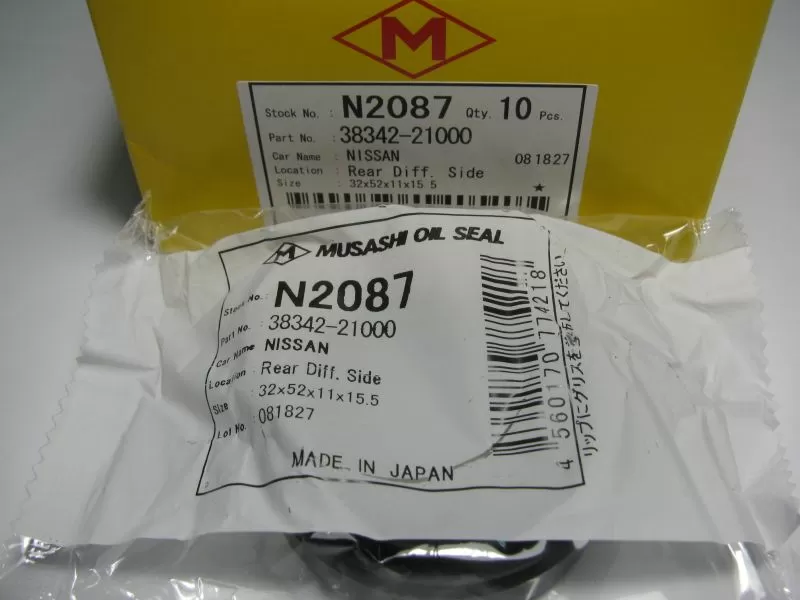 M
Stock No. : N2087 Qty. 10 Pcs.
Part No. : 38342-21000
Car Name : NISSAN 081827
Location : Rear Diff. Side
Size : 32x52x11x15 5
M MUSASHI OIL SEAL
Stock No. : N2087
Part No. : 38342-21000
Car Name : NISSAN
Location : Rear Diff. Side
Size : 32x52x11x15.5
Lot No. : 081827
MADE IN JAPAN
4 560170 774218
リップにグリスを塗布してください